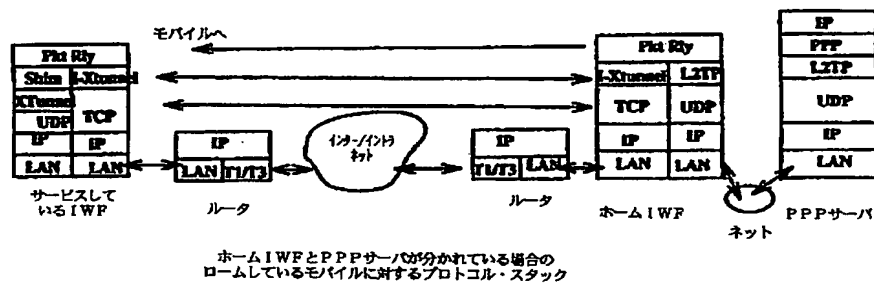 モバイルへ
Pkt Rly
Shim I-Xtunnel
XTunnel
UDP TCP
IP IP
LAN LAN
サービスして
いるIWF
IP
LAN T1/T3
ルータ
インター/イントラ
ネット
IP
T1/T3 LAN
ルータ
Pkt Rly
I-Xtunnel L2TP
TCP UDP
IP IP
LAN LAN
ホームIWF
ネット
IP
PPP
L2TP
UDP
IP
LAN
PPPサーバ
ホームIWFとPPPサーバが分かれている場合の
ロームしているモバイルに対するプロトコル・スタック